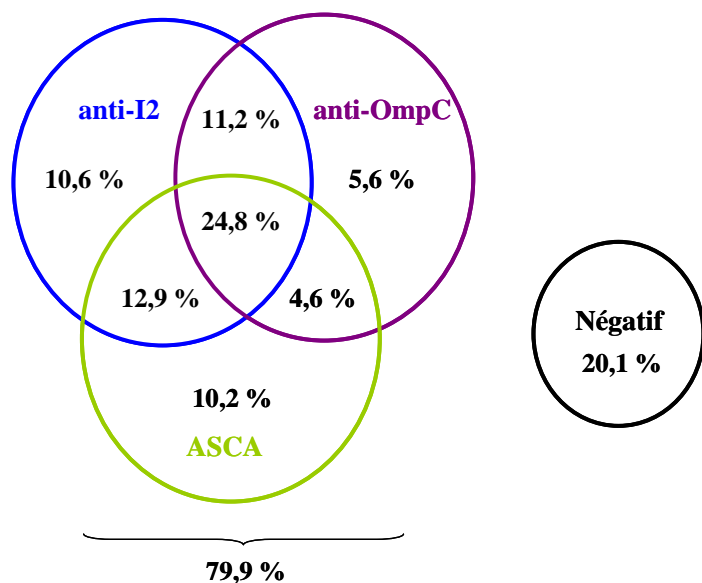 anti-I2
anti-OmpC
11,2 %
10,6 %
5,6 %
24,8 %
12,9 %
4,6 %
10,2 %
ASCA
Négatif
20,1 %
79,9 %